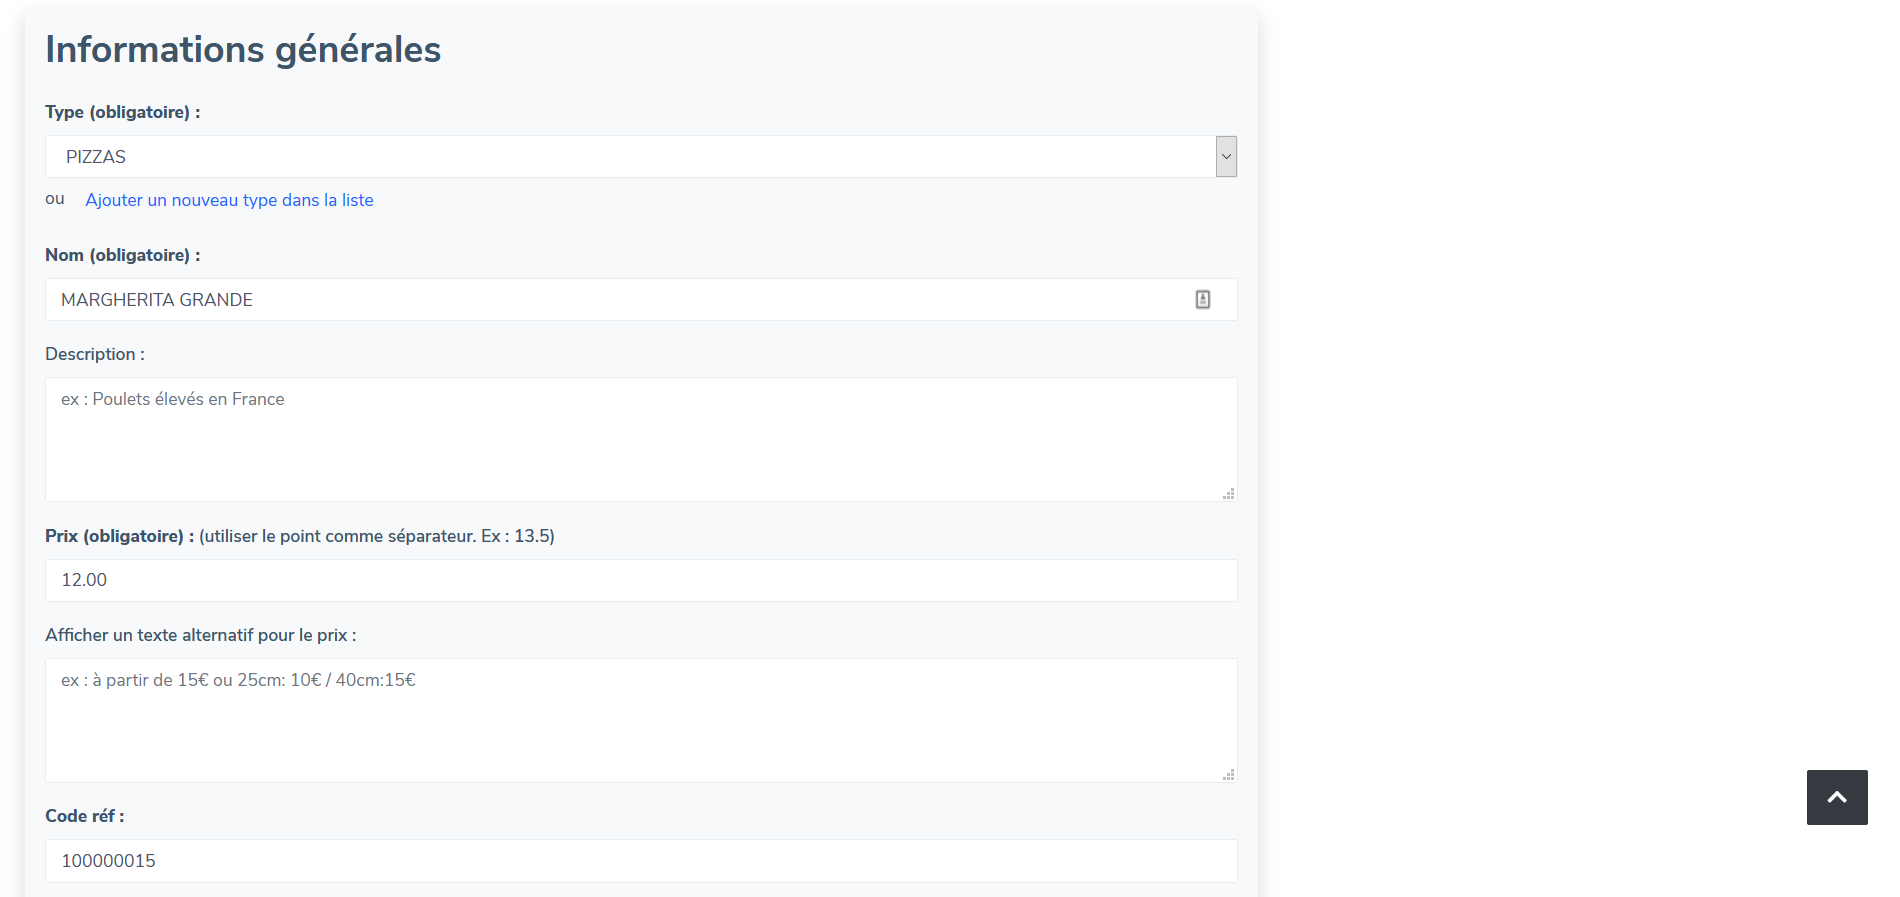 Informations générales
Type (obligatoire) :
PIZZAS
ou Ajouter un nouveau type dans la liste
Nom (obligatoire) :
MARGHERITA GRANDE
Description :
ex : Poulets élevés en France
Prix (obligatoire) : (utiliser le point comme séparateur. Ex : 13.5)
12.00
Afficher un texte alternatif pour le prix :
ex : à partir de 15€ ou 25cm: 10€ / 40cm:15€
Code réf :
100000015